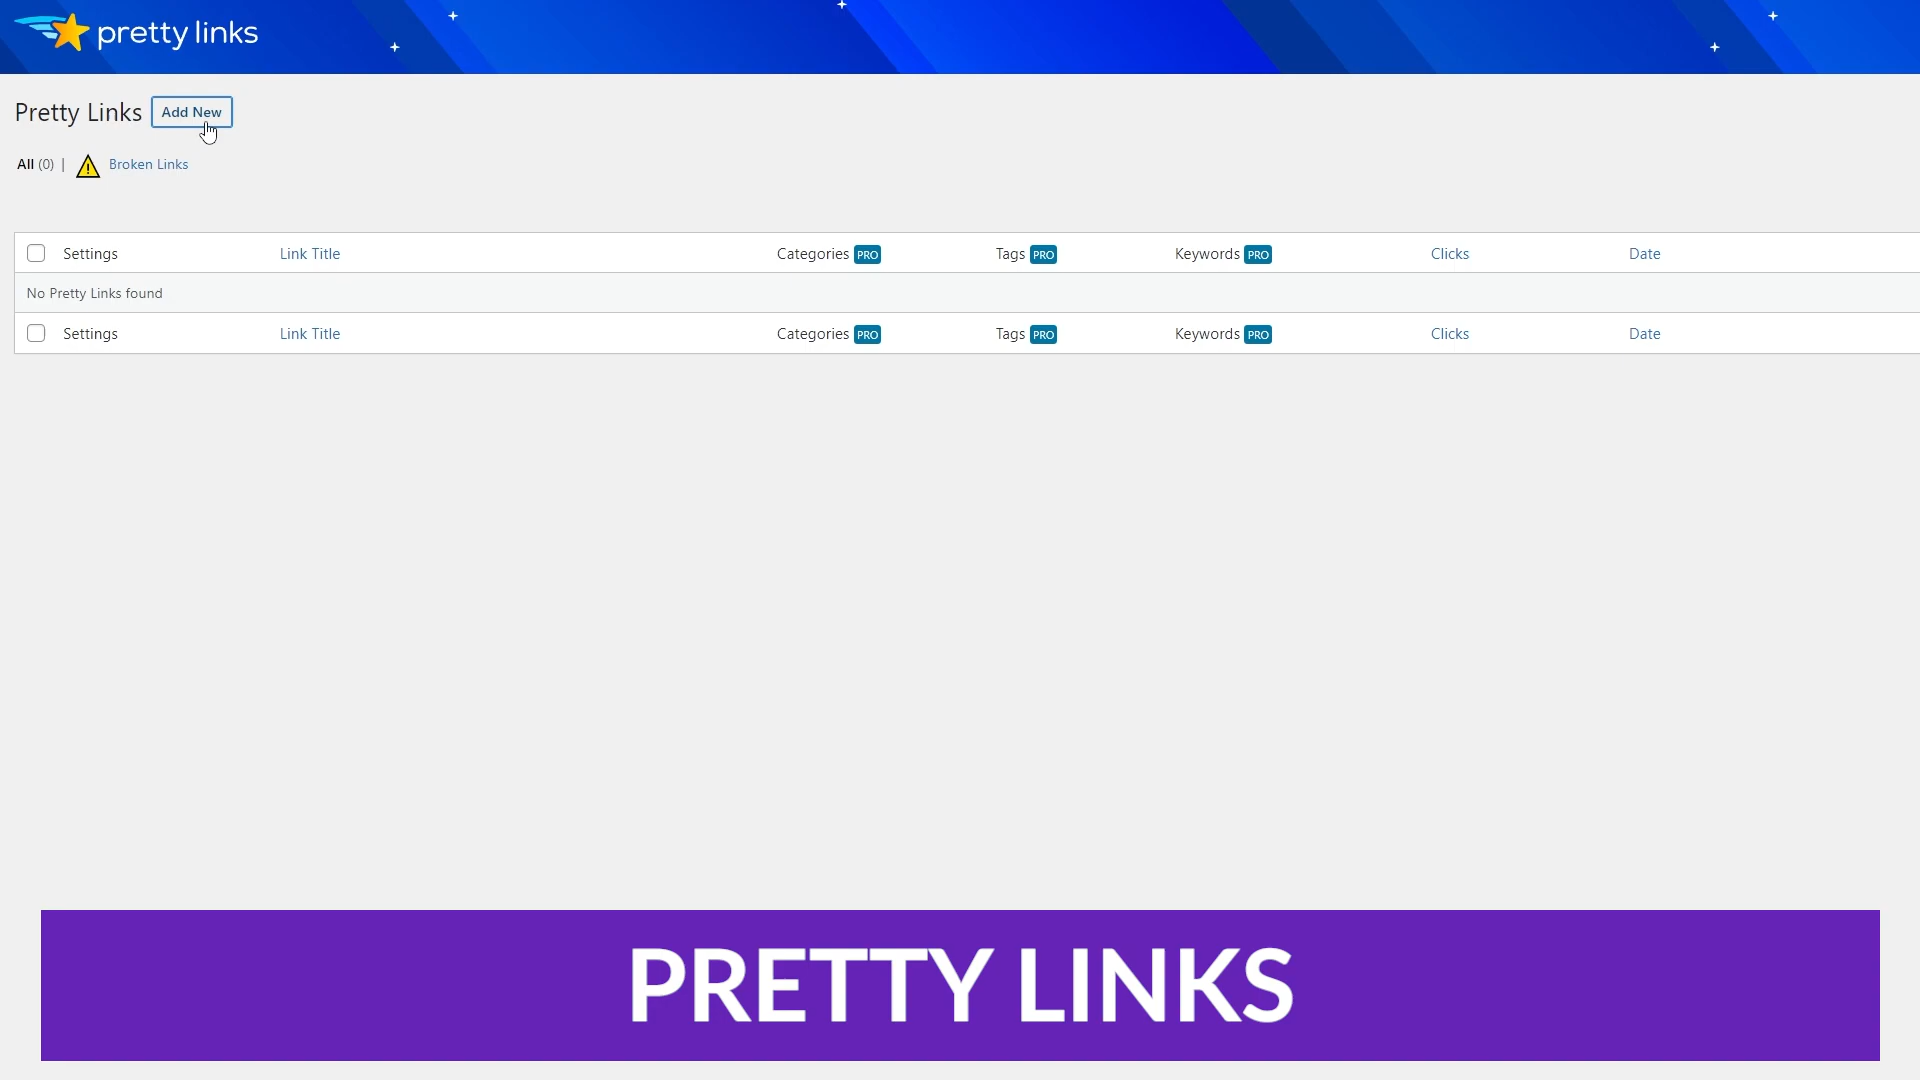 pretty links
Pretty Links Add New
All (0) | Broken Links
Settings Link Title Categories PRO Tags PRO Keywords PRO Clicks Date
No Pretty Links found
Settings Link Title Categories PRO Tags PRO Keywords PRO Clicks Date
PRETTY LINKS